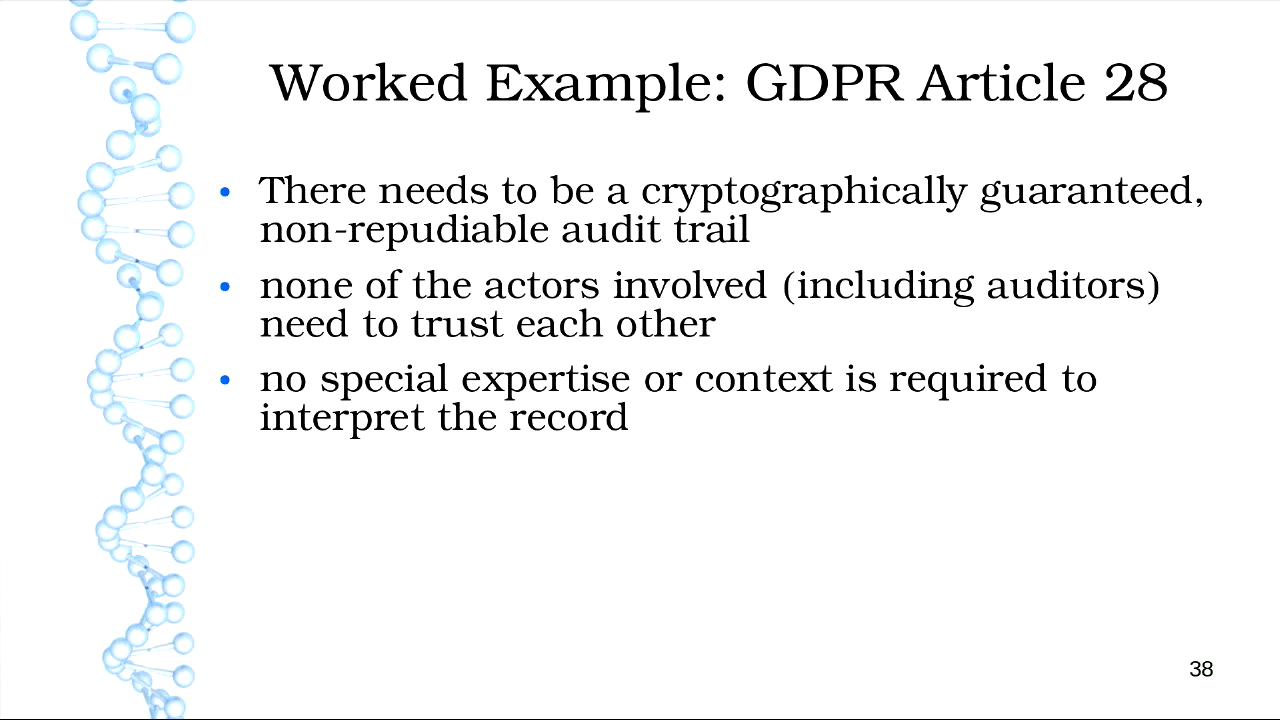 Worked Example: GDPR Article 28
• There needs to be a cryptographically guaranteed,
non-repudiable audit trail
• none of the actors involved (including auditors)
need to trust each other
• no special expertise or context is required to
interpret the record
38